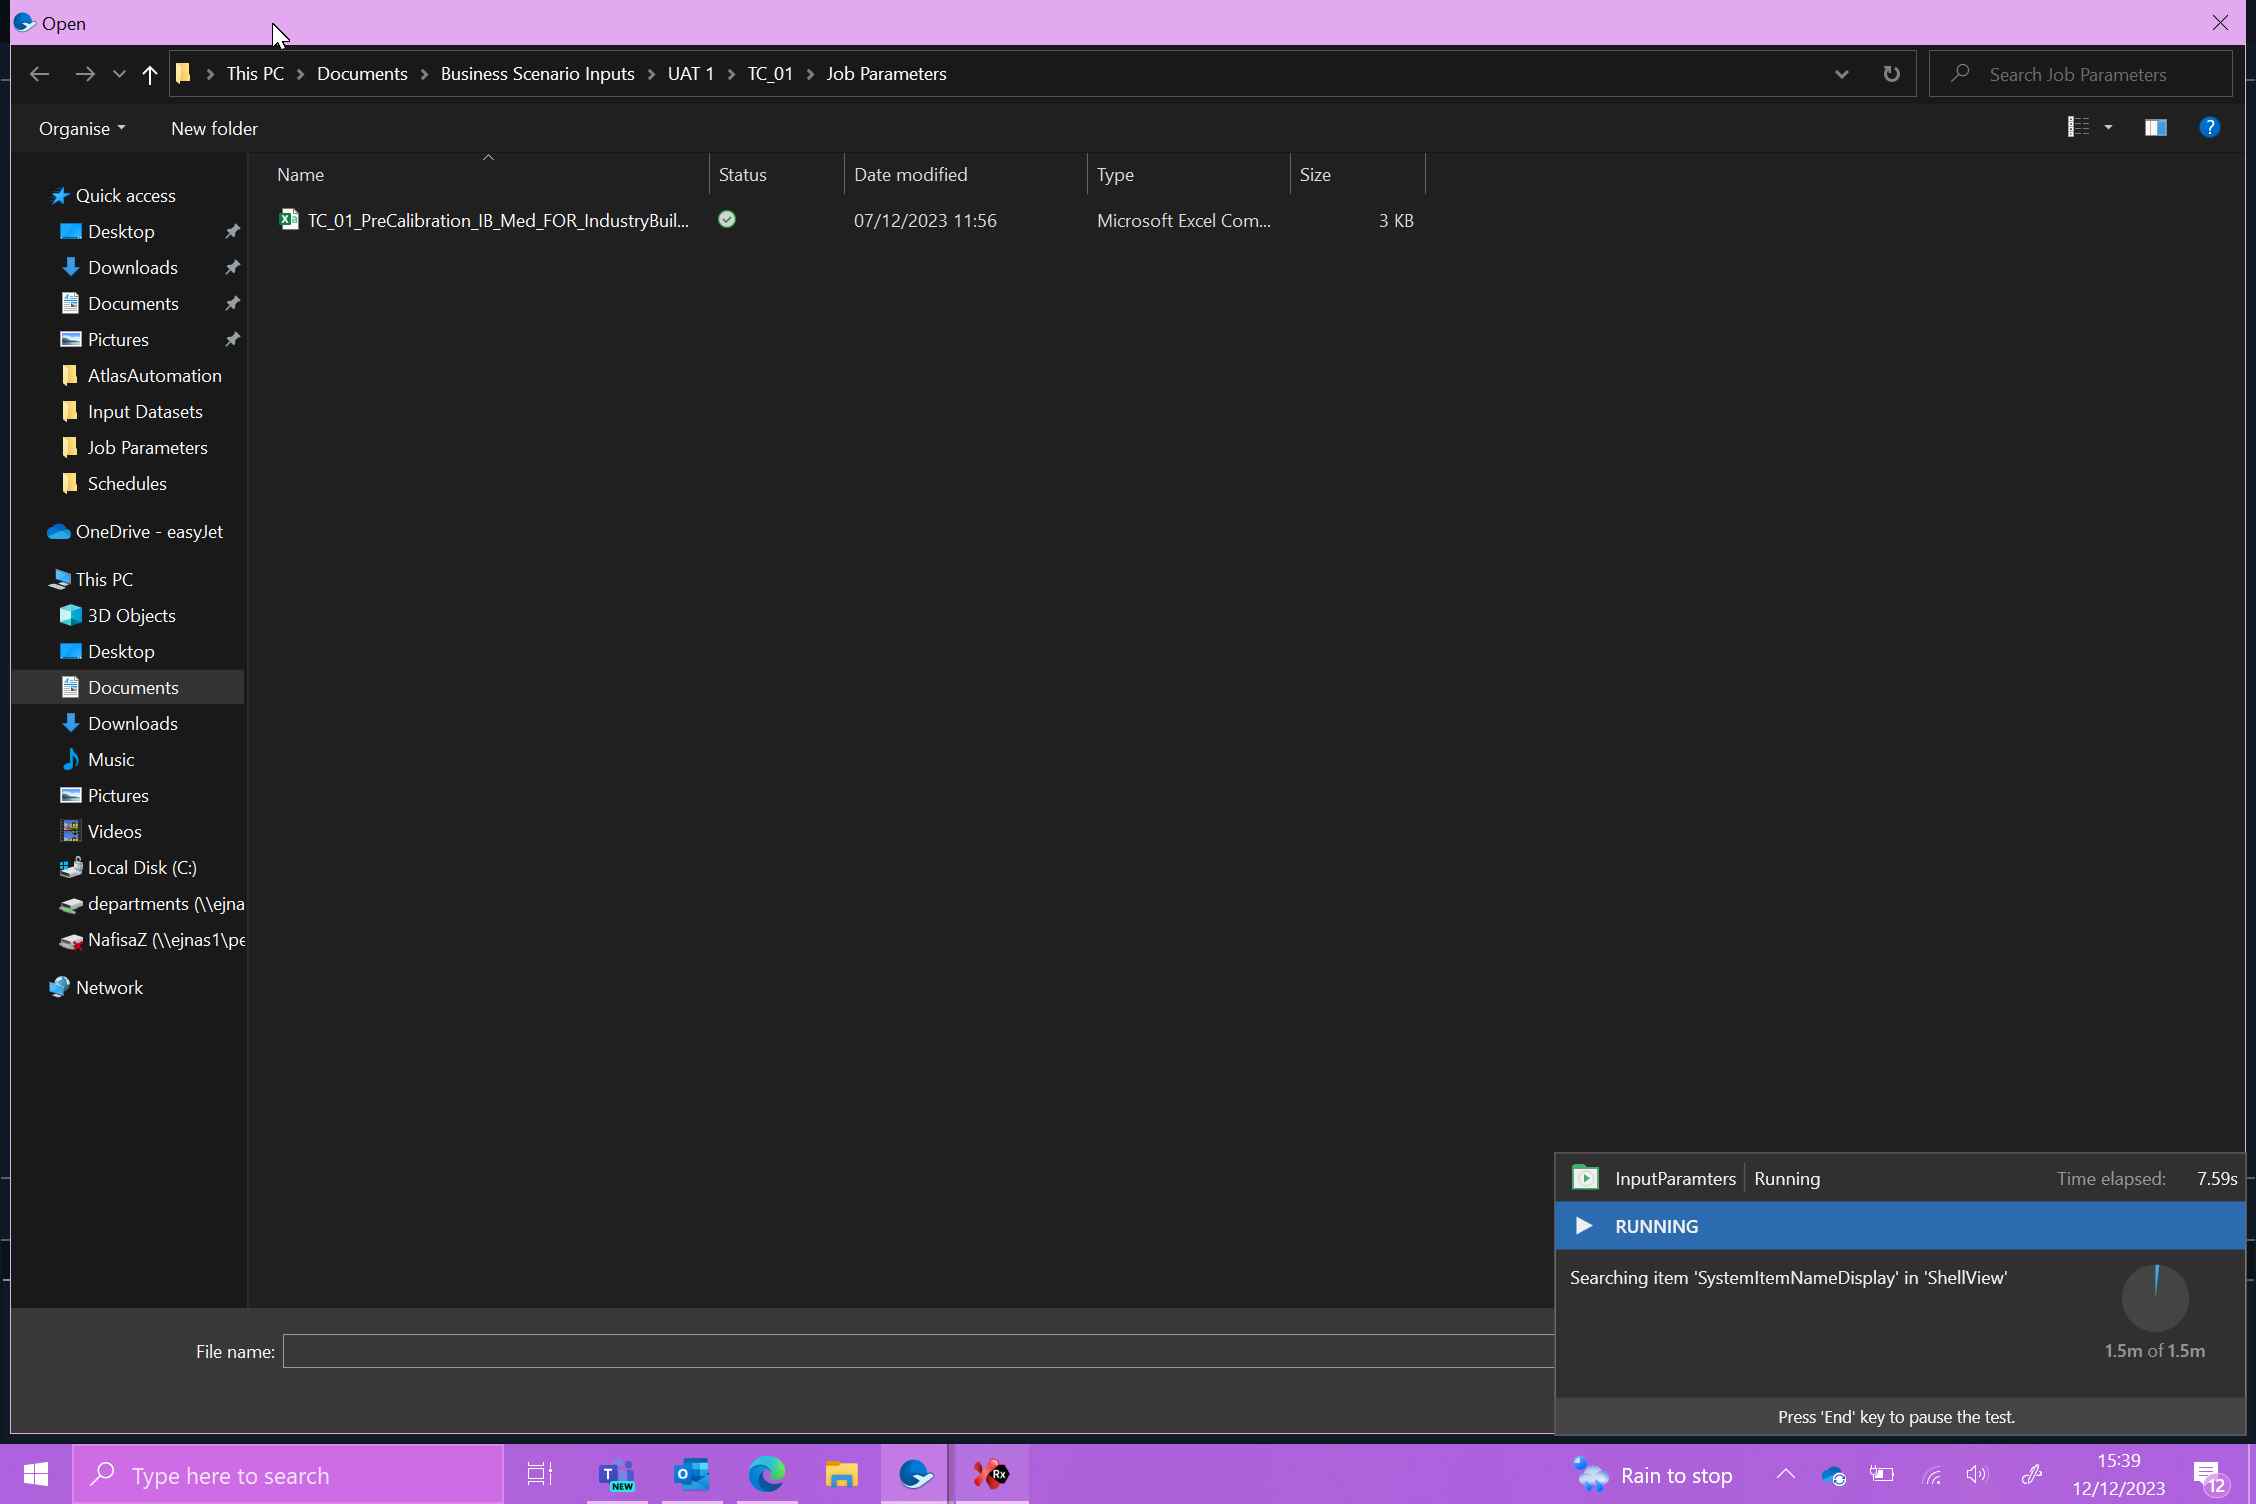 Open
This PC
Documents
Business Scenario Inputs
UAT 1
TC_01
Job Parameters
Search Job Parameters
Organise
New folder
Name
Status
Date modified
Type
Size
TC_01_PreCalibration_IB_Med_FOR_IndustryBuil...
07/12/2023 11:56
Microsoft Excel Com...
3 KB
Quick access
Desktop
Downloads
Documents
Pictures
AtlasAutomation
Input Datasets
Job Parameters
Schedules
OneDrive - easyJet
This PC
3D Objects
Desktop
Documents
Downloads
Music
Pictures
Videos
Local Disk (C:)
departments (\\ejna
NafisaZ (\\ejnas1\pe
Network
File name:
InputParamters
Running
Time elapsed:
7.59s
RUNNING
Searching item 'SystemItemNameDisplay' in 'ShellView'
1.5m of 1.5m
Press 'End' key to pause the test.
Type here to search
NEW
Rx
Rain to stop
15:39
12/12/2023
12